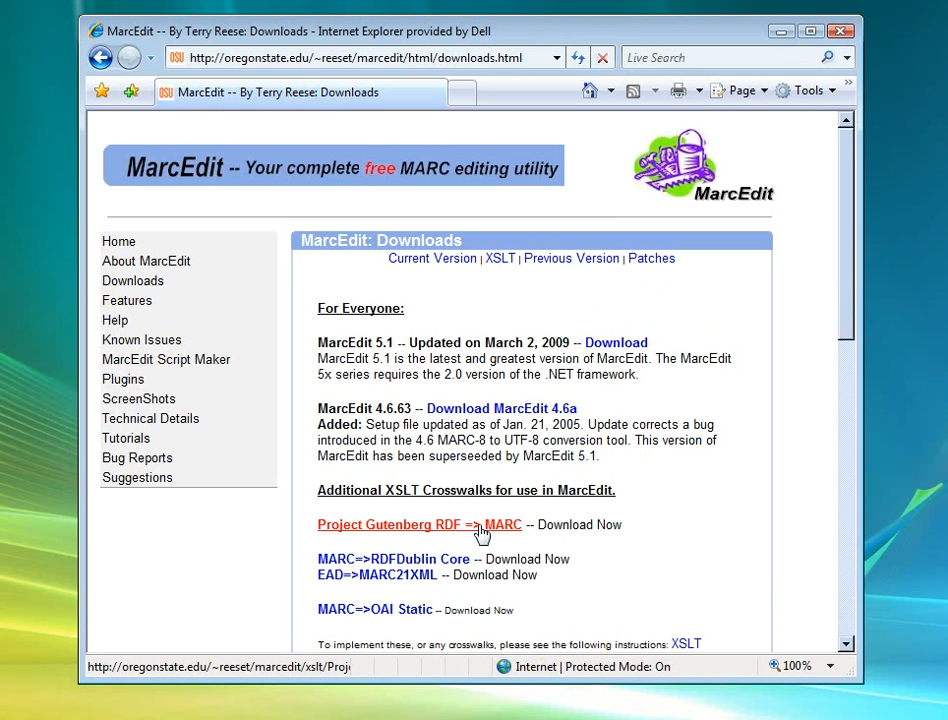 MarcEdit -- By Terry Reese: Downloads - Internet Explorer provided by Dell
OSU http://oregonstate.edu/~reeset/marcedit/html/downloads.html Live Search
OSU MarcEdit -- By Terry Reese: Downloads Page Tools »
MarcEdit -- Your complete free MARC editing utility
MarcEdit
Home
About MarcEdit
Downloads
Features
Help
Known Issues
MarcEdit Script Maker
Plugins
ScreenShots
Technical Details
Tutorials
Bug Reports
Suggestions
MarcEdit: Downloads
Current Version | XSLT | Previous Version | Patches
For Everyone:
MarcEdit 5.1 -- Updated on March 2, 2009 -- Download
MarcEdit 5.1 is the latest and greatest version of MarcEdit. The MarcEdit
5x series requires the 2.0 version of the .NET framework.
MarcEdit 4.6.63 -- Download MarcEdit 4.6a
Added: Setup file updated as of Jan. 21, 2005. Update corrects a bug
introduced in the 4.6 MARC-8 to UTF-8 conversion tool. This version of
MarcEdit has been superseded by MarcEdit 5.1.
Additional XSLT Crosswalks for use in MarcEdit.
Project Gutenberg RDF => MARC -- Download Now
MARC=>RDFDublin Core -- Download Now
EAD=>MARC21XML -- Download Now
MARC=>OAI Static -- Download Now
To implement these, or any crosswalks, please see the following instructions: XSLT
http://oregonstate.edu/~reeset/marcedit/xslt/Proje Internet | Protected Mode: On 100%